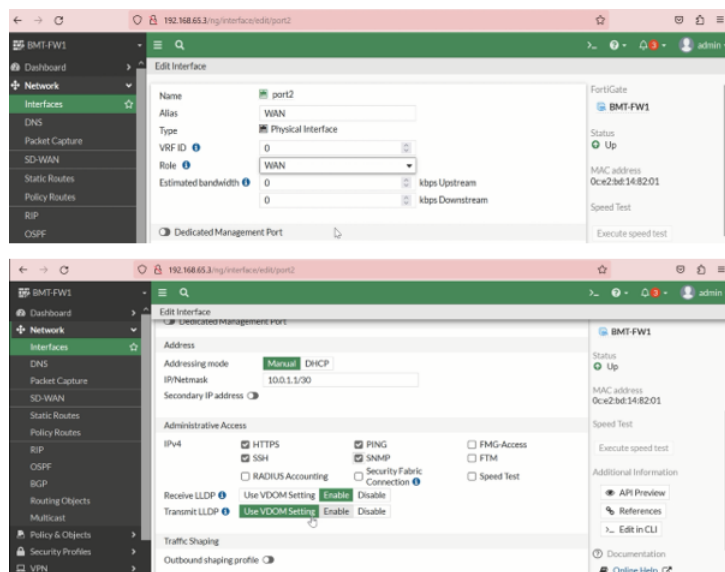 192.168.65.3/ng/interface/edit/port2
BMT-FW1
admin
Dashboard
Edit Interface
Network
Interfaces
DNS
Packet Capture
SD-WAN
Static Routes
Policy Routes
RIP
OSPF
Name port2
Alias WAN
Type Physical Interface
VRF ID 0
Role WAN
Estimated bandwidth 0 kbps Upstream
0 kbps Downstream
Dedicated Management Port
FortiGate
BMT-FW1
Status
Up
MAC address
0c:e2:bd:14:82:01
Speed Test
Execute speed test
192.168.65.3/ng/interface/edit/port2
BMT-FW1
3
admin
Dashboard
Edit Interface
Network
Interfaces
DNS
Packet Capture
SD-WAN
Static Routes
Policy Routes
RIP
OSPF
BGP
Routing Objects
Multicast
Policy & Objects
Security Profiles
VPN
Dedicated Management Port
Address
Addressing mode Manual DHCP
IP/Netmask 10.0.1.1/30
Secondary IP address
Administrative Access
IPv4 HTTPS PING FMG-Access
SSH SNMP FTM
RADIUS Accounting Security Fabric Connection Speed Test
Receive LLDP Use VDOM Setting Enable Disable
Transmit LLDP Use VDOM Setting Enable Disable
Traffic Shaping
Outbound shaping profile
BMT-FW1
Status
Up
MAC address
0c:e2:bd:14:82:01
Speed Test
Execute speed test
Additional Information
API Preview
References
Edit in CLI
Documentation
Online Help